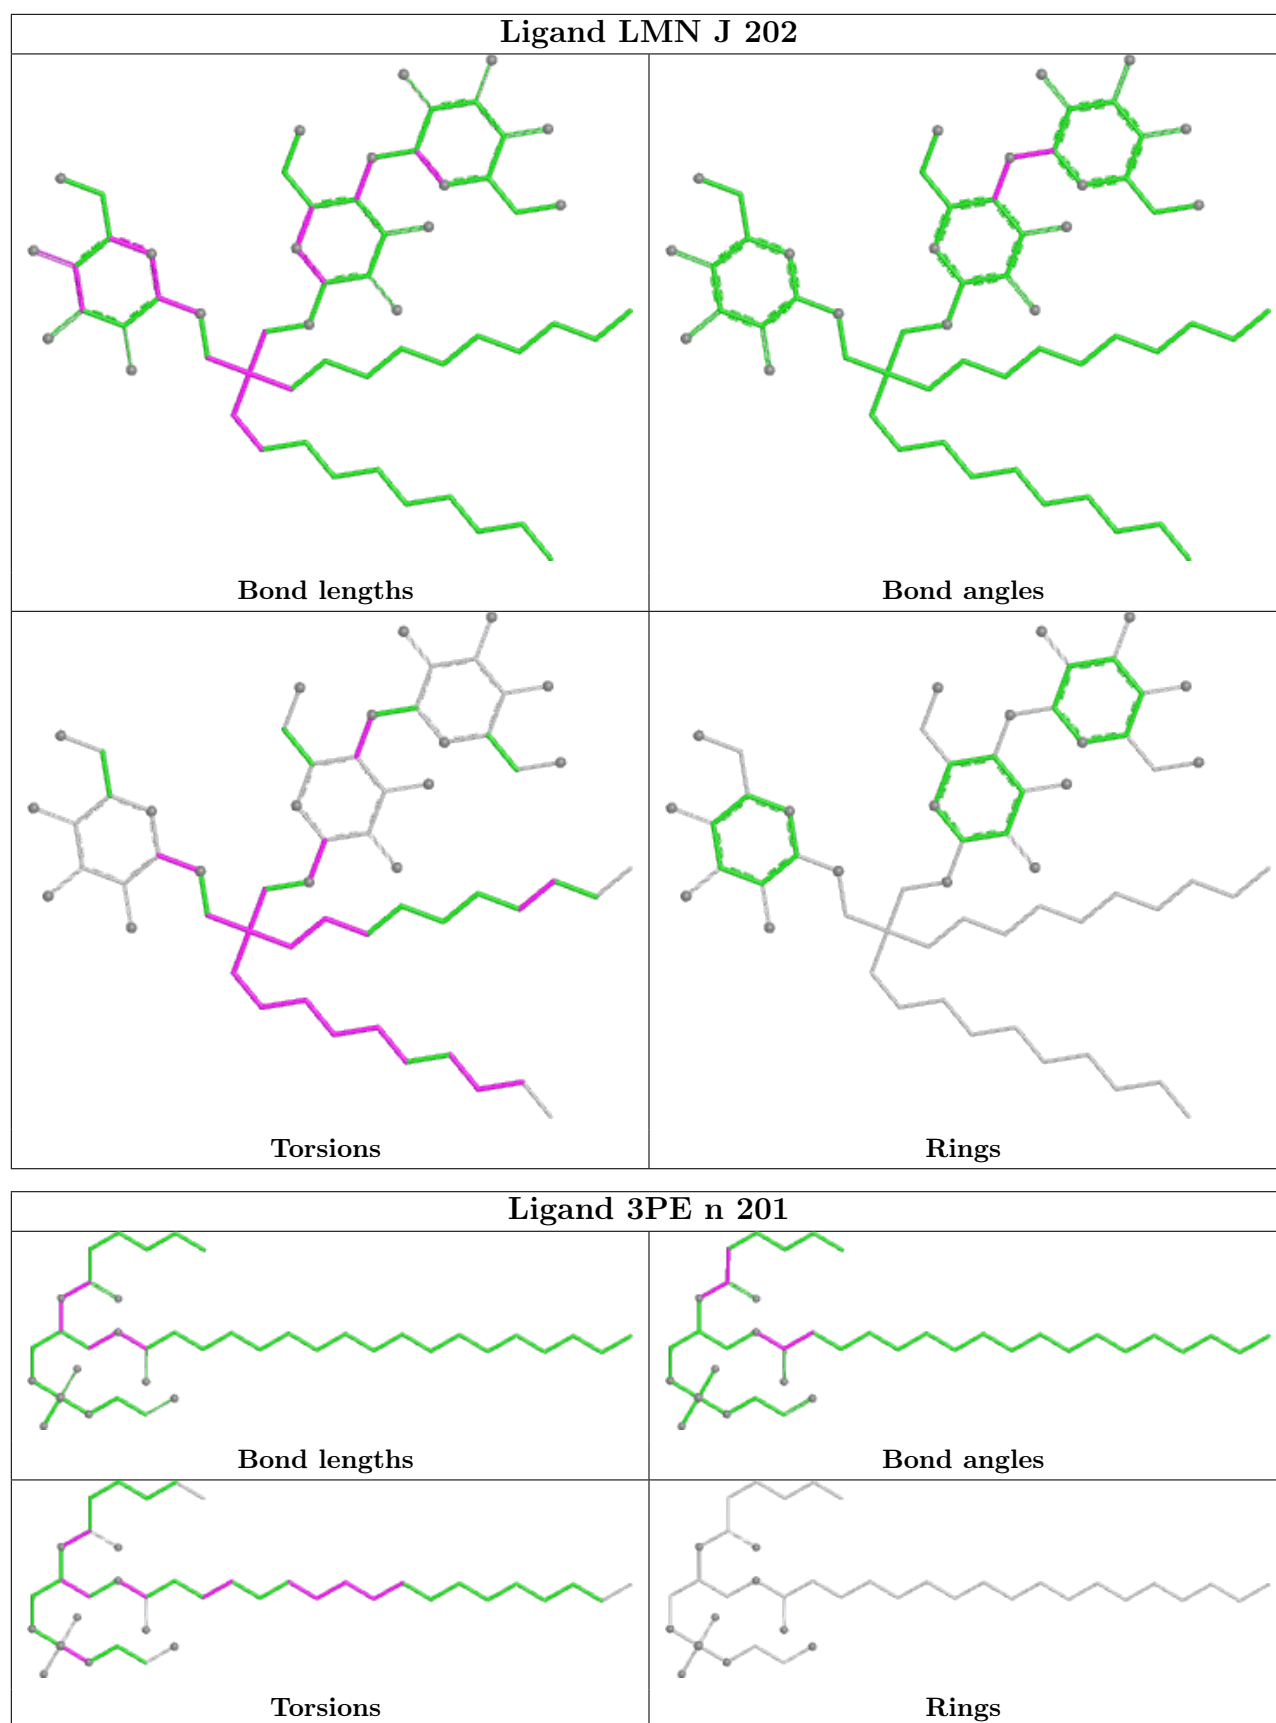 Ligand LMN J 202
Bond lengths
Bond angles
Torsions
Rings
Ligand 3PE n 201
Bond lengths
Bond angles
Torsions
Rings